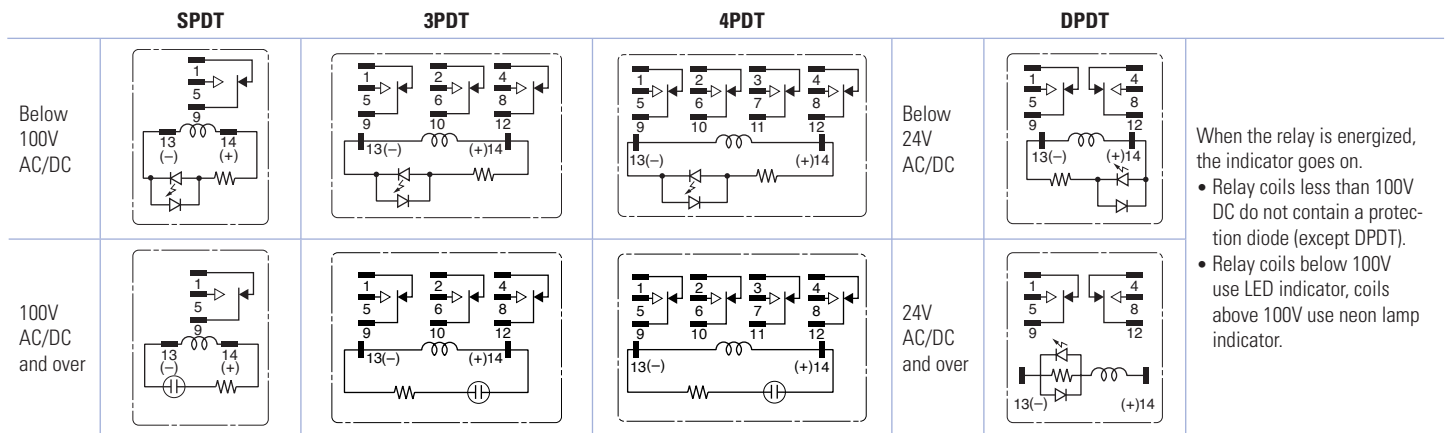 SPDT 3PDT 4PDT DPDT
Below
100V
AC/DC
1
5
9
13 14
(–) (+)
1 2 4
5 6 8
9 10 12
13(–) (+)14
1 2 3 4
5 6 7 8
9 10 11 12
13(–) (+)14
Below
24V
AC/DC
1 4
5 8
9 12
13(–) (+)14
When the relay is energized,
the indicator goes on.
• Relay coils less than 100V
DC do not contain a protec-
tion diode (except DPDT).
• Relay coils below 100V
use LED indicator, coils
above 100V use neon lamp
indicator.
100V
AC/DC
and over
1
5
9
13 14
(–) (+)
1 2 4
5 6 8
9 10 12
13(–) (+)14
1 2 3 4
5 6 7 8
9 10 11 12
13(–) (+)14
24V
AC/DC
and over
1 4
5 8
9 12
13(–) (+)14